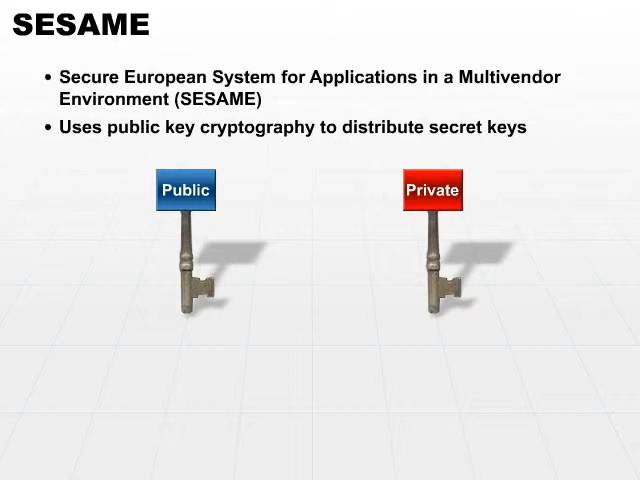 SESAME
• Secure European System for Applications in a Multivendor
Environment (SESAME)
• Uses public key cryptography to distribute secret keys
Public
Private